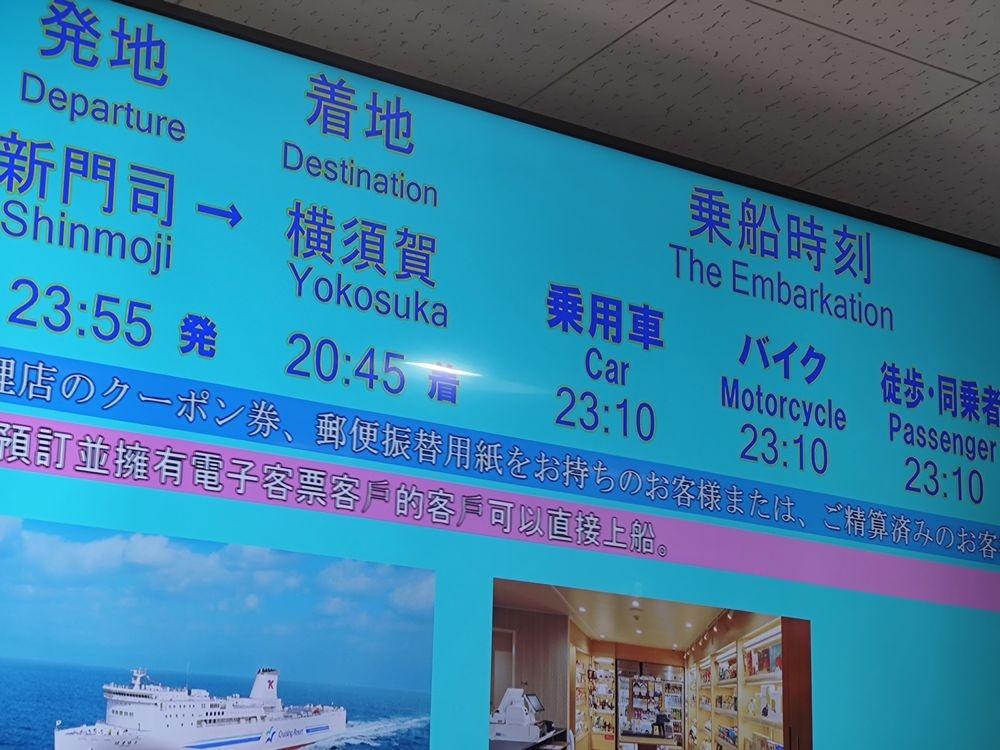 発地
Departure
着地
Destination
新門司 → 横須賀
Shinmoji
Yokosuka
23:55 発
20:45 着
乗船時刻
The Embarkation
乗用車
Car
23:10
バイク
Motorcycle
23:10
徒歩・同乗者
Passenger
23:10
理店のクーポン券、郵便振替用紙をお持ちのお客様または、ご精算済みのお客
預訂並擁有電子客票客戶的客戶可以直接上船。
Cruising Resort